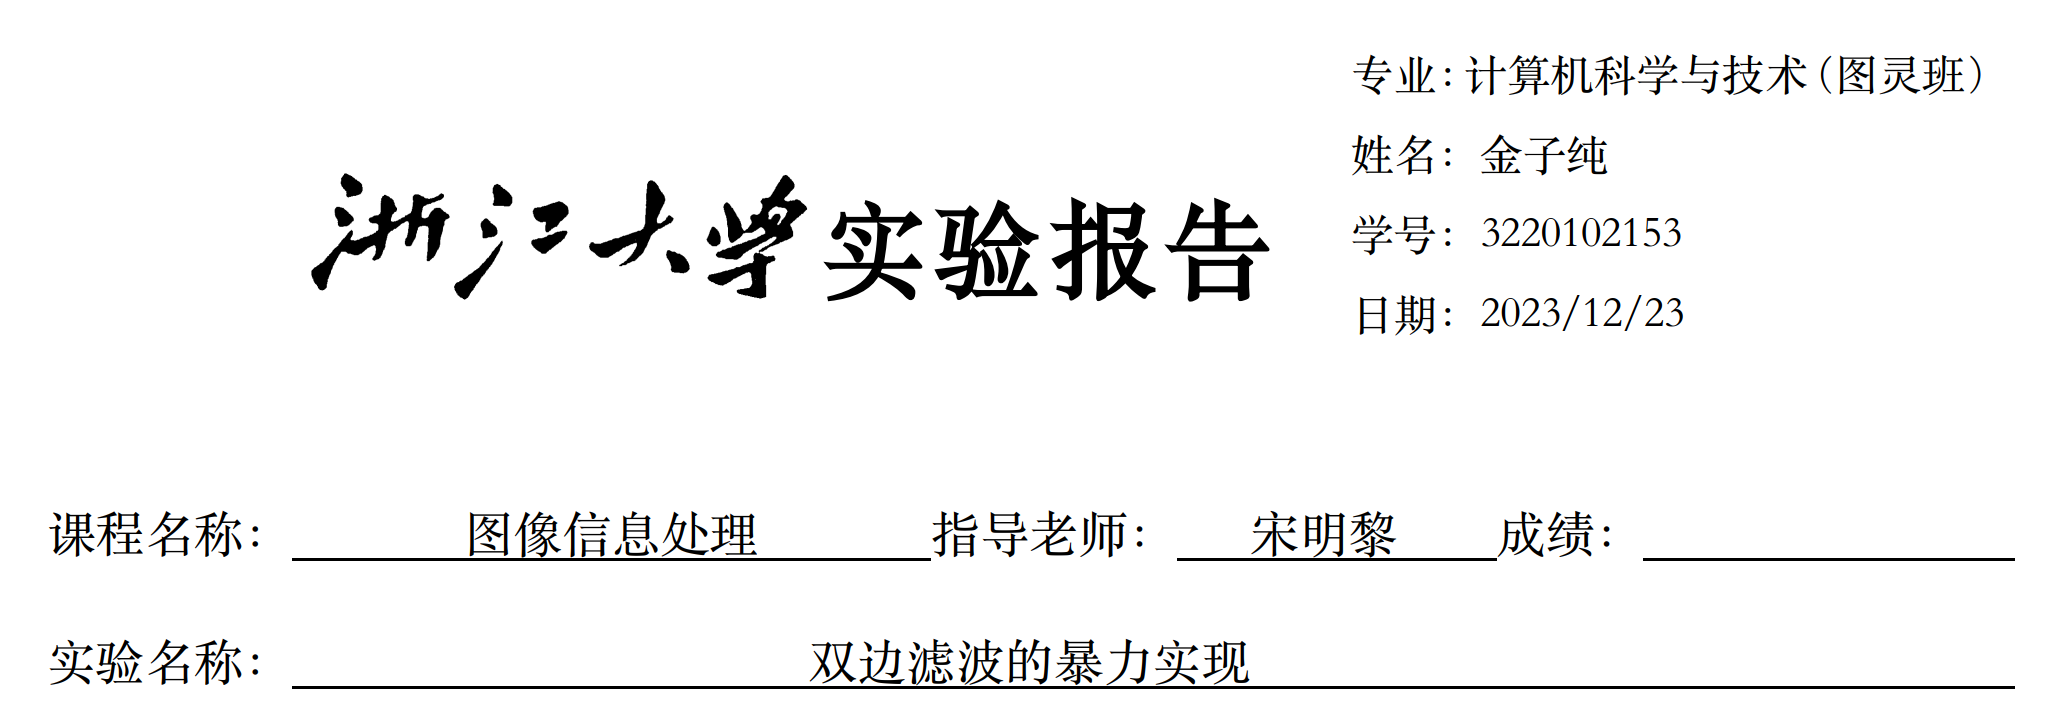 专业：计算机科学与技术（图灵班）
姓名：金子纯
浙江大学实验报告
学号：3220102153
日期：2023/12/23
课程名称：图像信息处理指导老师：宋明黎成绩：
实验名称：双边滤波的暴力实现